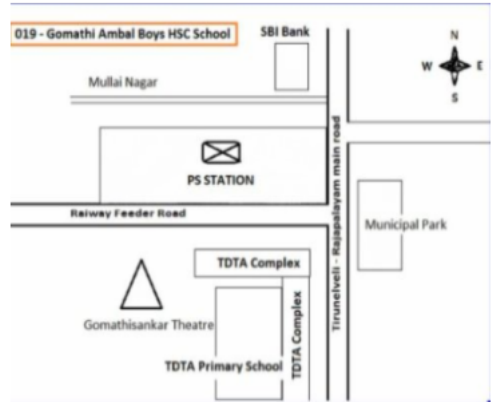 019 - Gomathi Ambal Boys HSC School
SBI Bank
N
W E
S
Mullai Nagar
PS STATION
Raiway Feeder Road
Tirunelveli - Rajapalayam main road
Municipal Park
TDTA Complex
Gomathisankar Theatre
TDTA Primary School
TDTA Complex